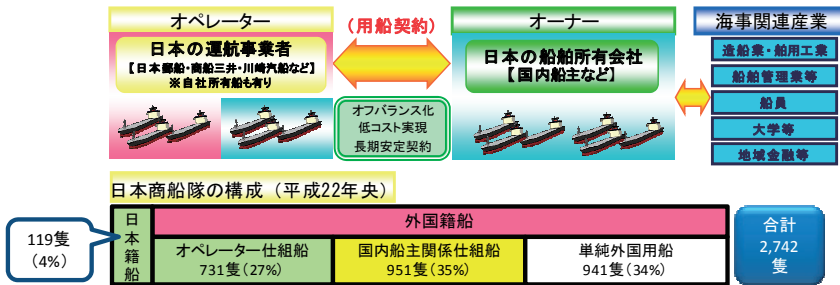 オペレーター
(用船契約)
オーナー
海事関連産業
日本の運航事業者
【日本郵船・商船三井・川崎汽船など】
※自社所有船も有り
日本の船舶所有会社
【国内船主など】
造船業・舶用工業
船舶管理業等
船員
大学等
地域金融等
オフバランス化
低コスト実現
長期安定契約
日本商船隊の構成（平成22年央）
119隻
(4%)
日本籍船
外国籍船
オペレーター仕組船
731隻(27%)
国内船主関係仕組船
951隻(35%)
単純外国用船
941隻(34%)
合計
2,742
隻